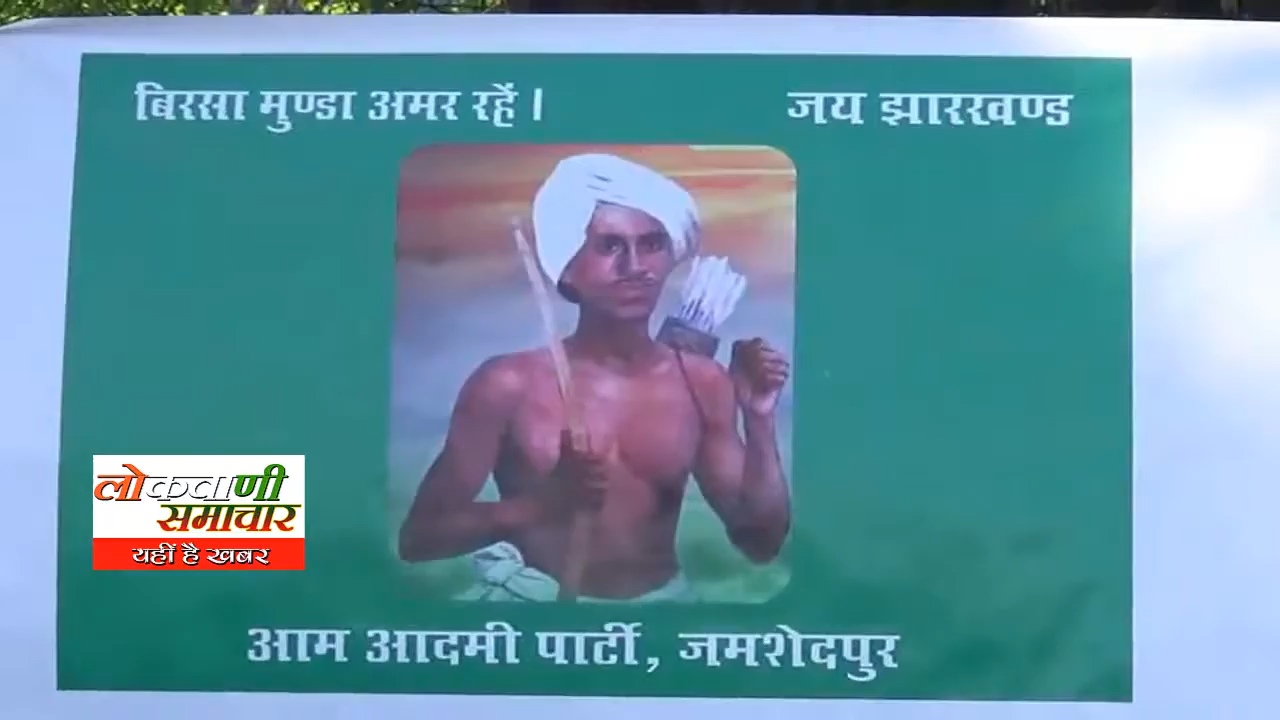 बिरसा मुण्डा अमर रहें।
जय झारखण्ड
लोकवाणी
समाचार
यहीं है खबर
आम आदमी पार्टी, जमशेदपुर